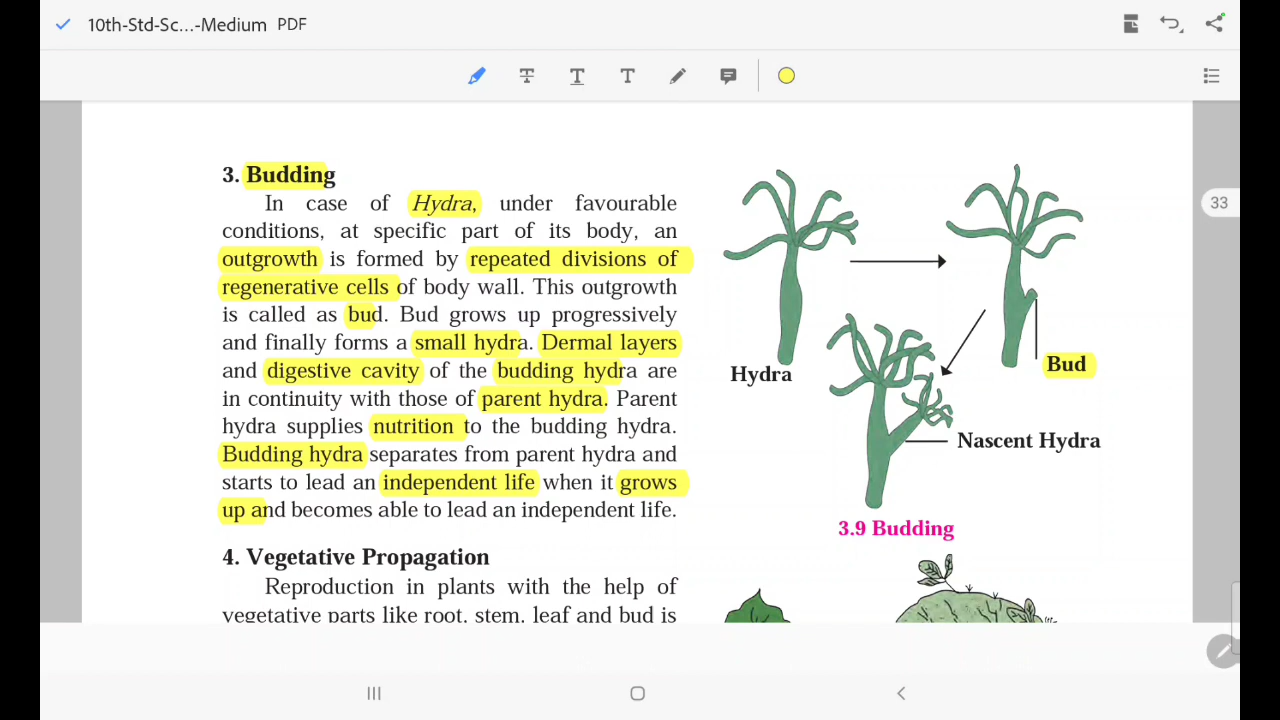 10th-Std-Sc...-Medium PDF
33
3. Budding
In case of Hydra, under favourable
conditions, at specific part of its body, an
outgrowth is formed by repeated divisions of
regenerative cells of body wall. This outgrowth
is called as bud. Bud grows up progressively
and finally forms a small hydra. Dermal layers
and digestive cavity of the budding hydra are
in continuity with those of parent hydra. Parent
hydra supplies nutrition to the budding hydra.
Budding hydra separates from parent hydra and
starts to lead an independent life when it grows
up and becomes able to lead an independent life.
4. Vegetative Propagation
Reproduction in plants with the help of
vegetative parts like root, stem, leaf and bud is
Hydra
Bud
Nascent Hydra
3.9 Budding